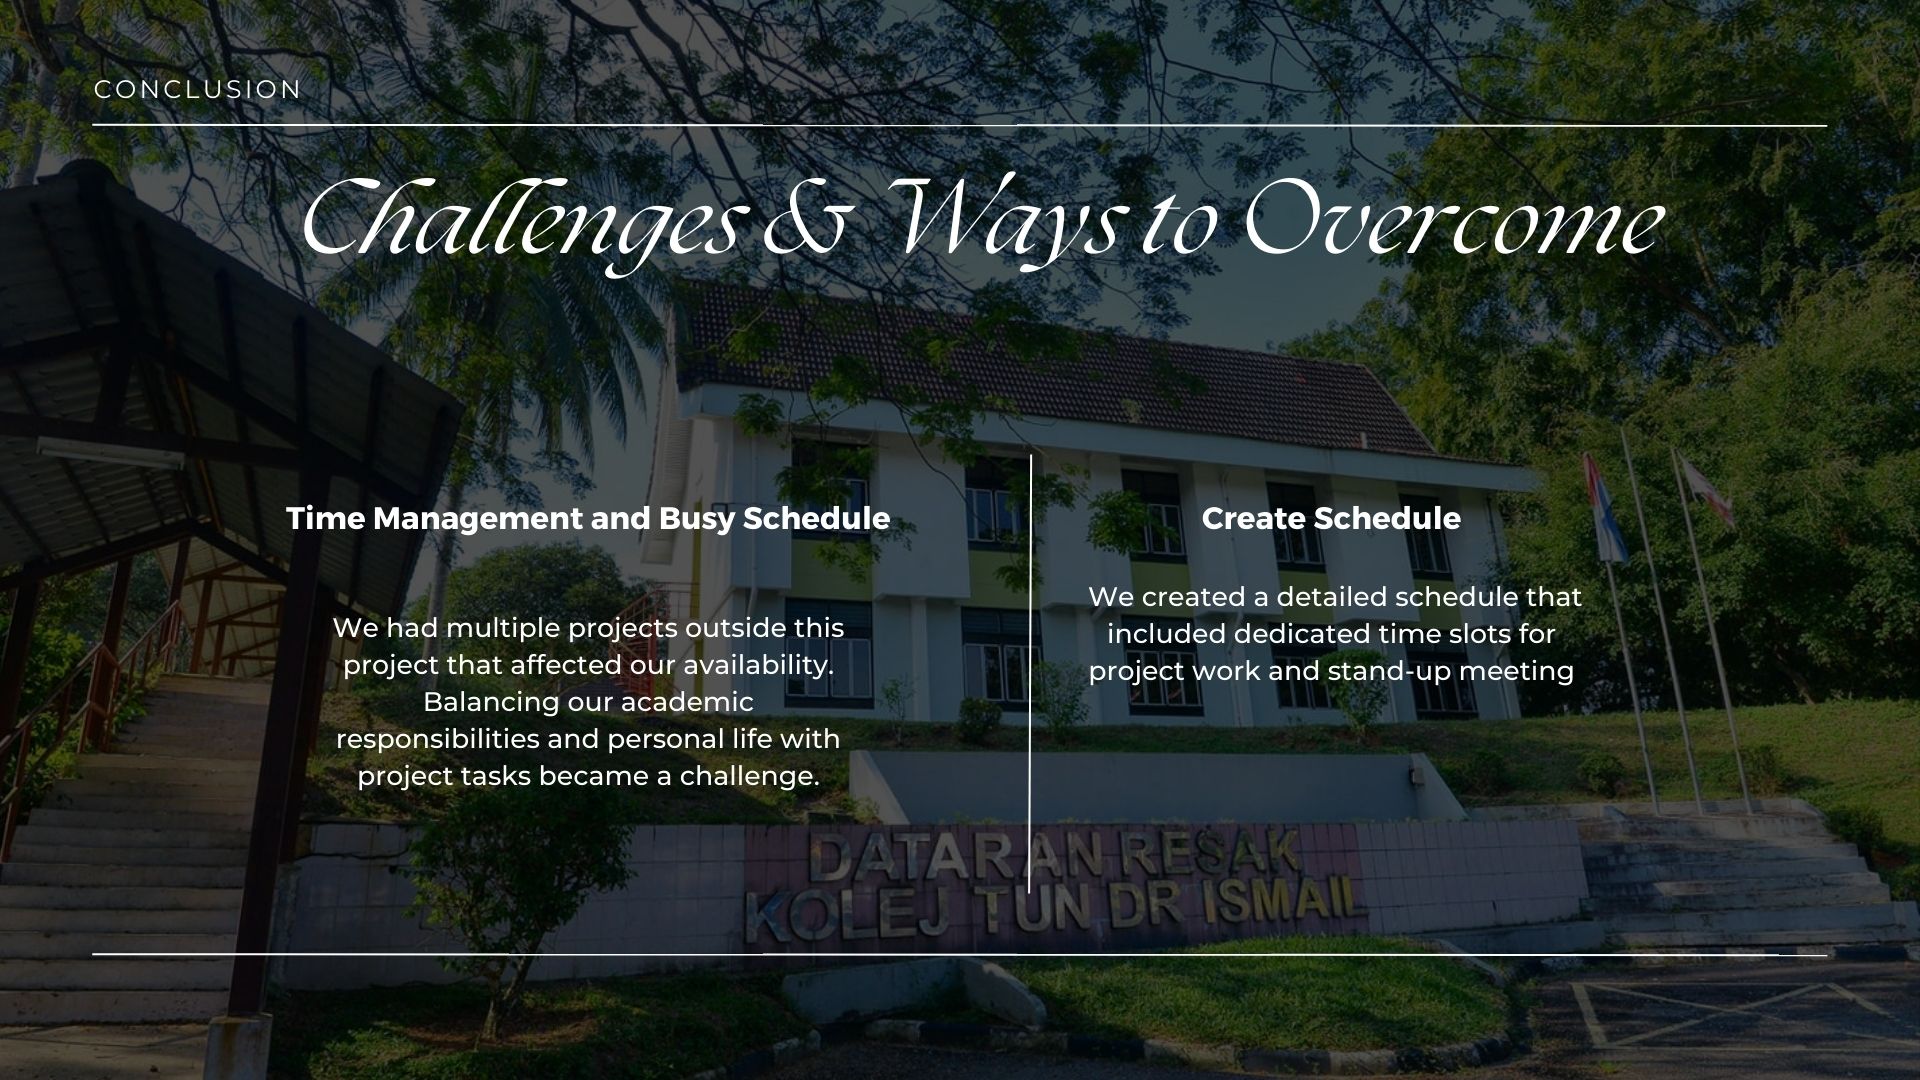 CONCLUSION
Challenges & Ways to Overcome
Time Management and Busy Schedule
We had multiple projects outside this
project that affected our availability.
Balancing our academic
responsibilities and personal life with
project tasks became a challenge.
Create Schedule
We created a detailed schedule that
included dedicated time slots for
project work and stand-up meeting
DATARAN RESAK
KOLEJ TUN DR ISMAIL